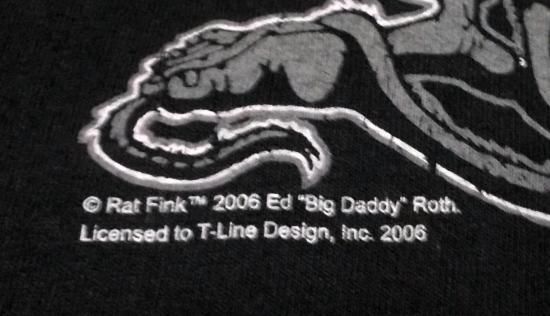 © Rat Fink™ 2006 Ed "Big Daddy" Roth.
Licensed to T-Line Design, Inc. 2006